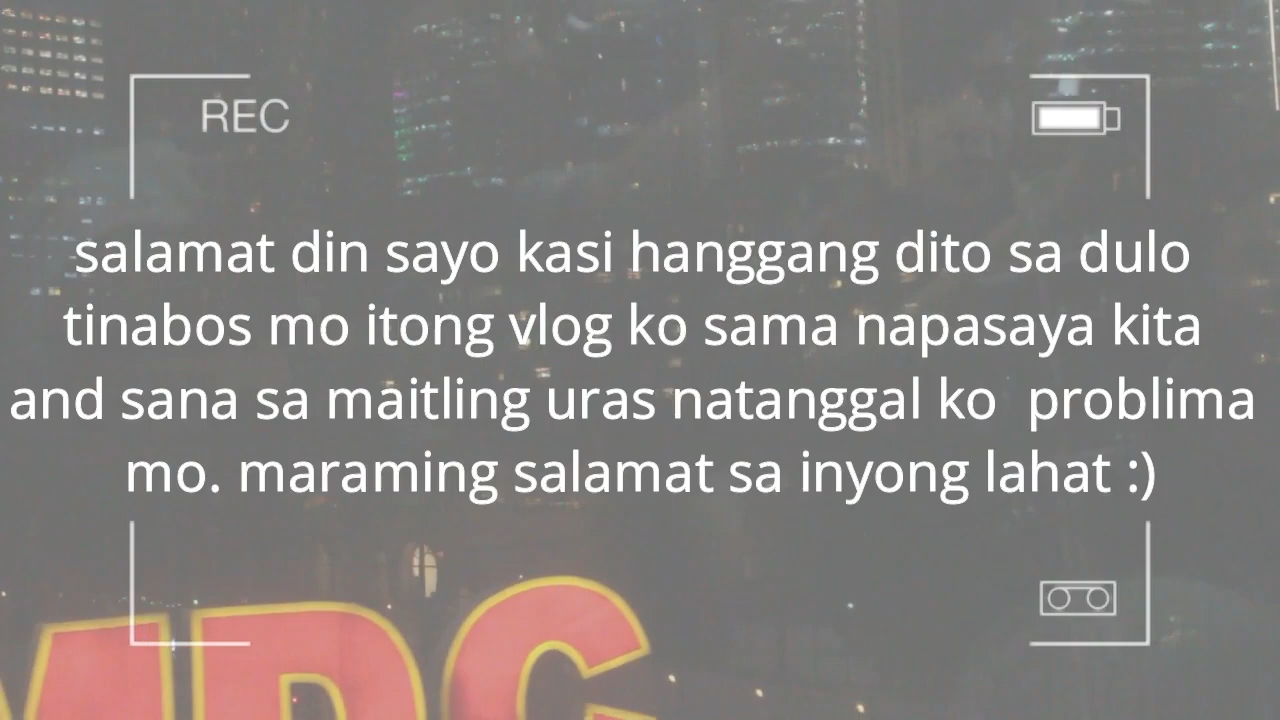 REC
salamat din sayo kasi hanggang dito sa dulo
tinabos mo itong vlog ko sama napasaya kita
and sana sa maitling uras natanggal ko  problima
mo. maraming salamat sa inyong lahat :)